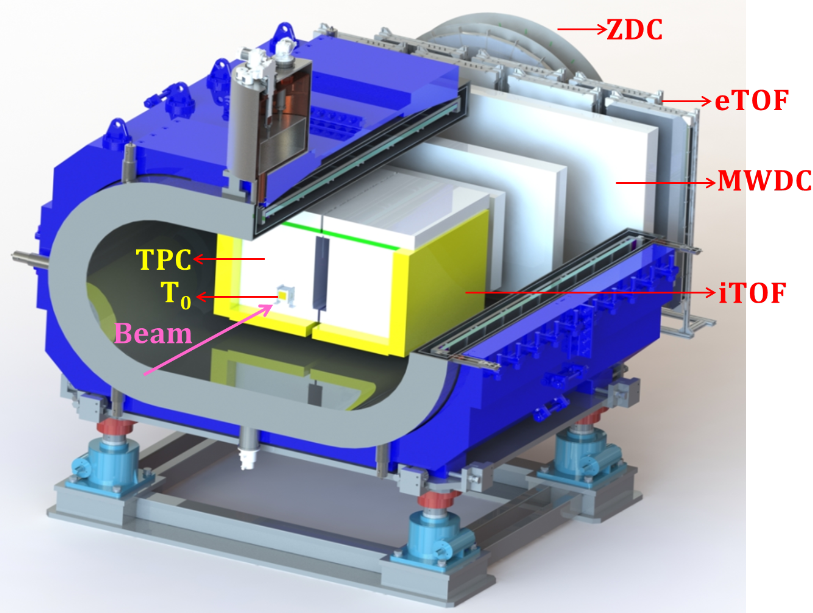 ZDC
eTOF
MWDC
TPC
T₀
iTOF
Beam